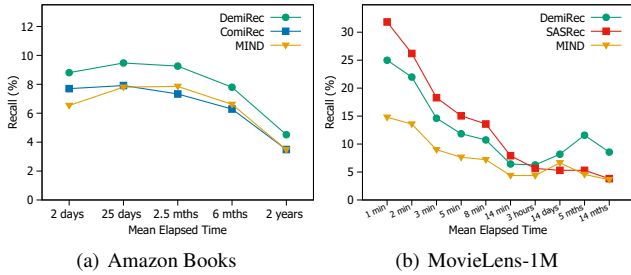 DemiRec
ComiRec
MIND
Recall (%)
12
10
8
6
4
2
0
2 days 25 days 2.5 mths 6 mths 2 years
Mean Elapsed Time
(a) Amazon Books
DemiRec
SASRec
MIND
Recall (%)
30
25
20
15
10
5
0
1 min 2 min 3 min 5 min 8 min 14 min 3 hours 14 days 5 mths 14 mths
Mean Elapsed Time
(b) MovieLens-1M